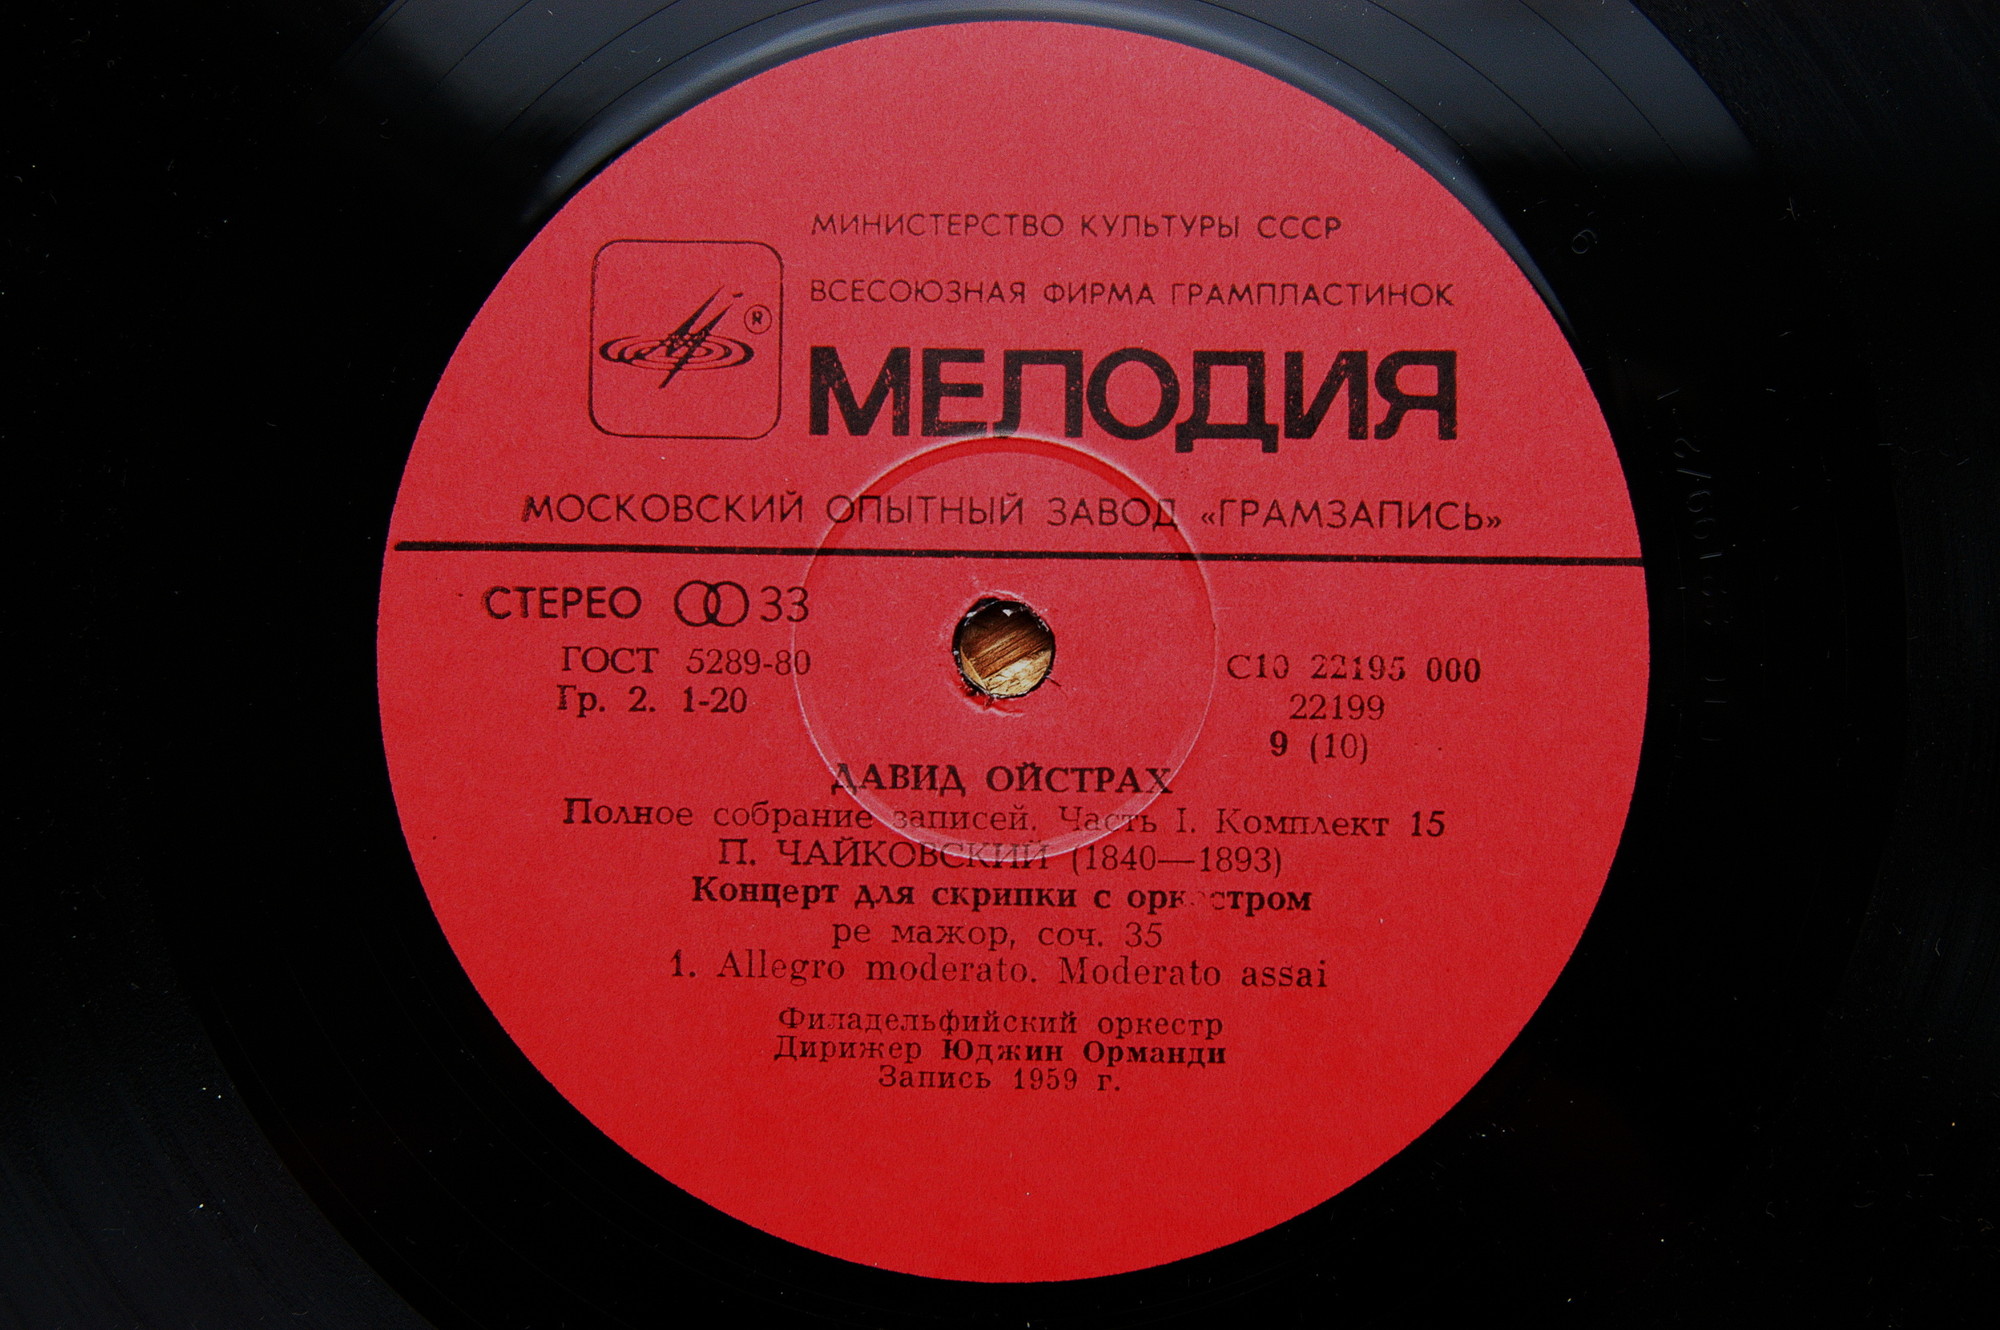 МИНИСТЕРСТВО КУЛЬТУРЫ СССР
ВСЕСОЮЗНАЯ ФИРМА ГРАМПЛАСТИНОК
®
МЕЛОДИЯ
МОСКОВСКИЙ ОПЫТНЫЙ ЗАВОД «ГРАМЗАПИСЬ»
СТЕРЕО 33
ГОСТ 5289-80
Гр. 2. 1-20
С10 22195 000
22199
9 (10)
ДАВИД ОЙСТРАХ
Полное собрание записей. Часть I. Комплект 15
П. ЧАЙКОВСКИЙ (1840—1893)
Концерт для скрипки с оркестром
ре мажор, соч. 35
1. Allegro moderato. Moderato assai
Филадельфийский оркестр
Дирижер Юджин Орманди
Запись 1959 г.